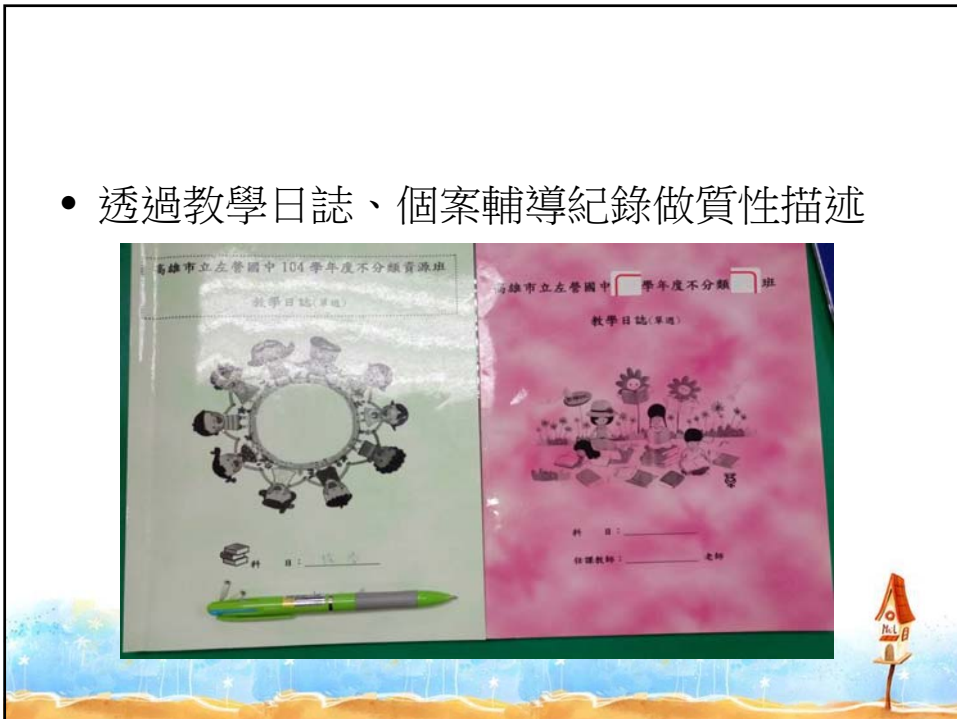 • 透過教學日誌、個案輔導紀錄做質性描述
高雄市立左營國中 104 學年度不分類資源班
教學日誌(單週)
科 目:
高雄市立左營國中 學年度不分類 班
教學日誌(單週)
科 目:
任課教師: 老師